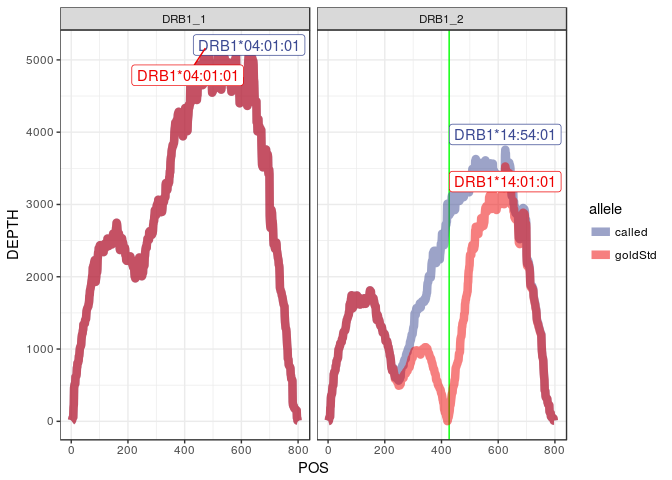 DRB1_1
DRB1_2
DRB1*04:01:01
DRB1*04:01:01
DRB1*14:54:01
DRB1*14:01:01
DEPTH
5000
4000
3000
2000
1000
0
0
200
400
600
800
0
200
400
600
800
POS
allele
called
goldStd